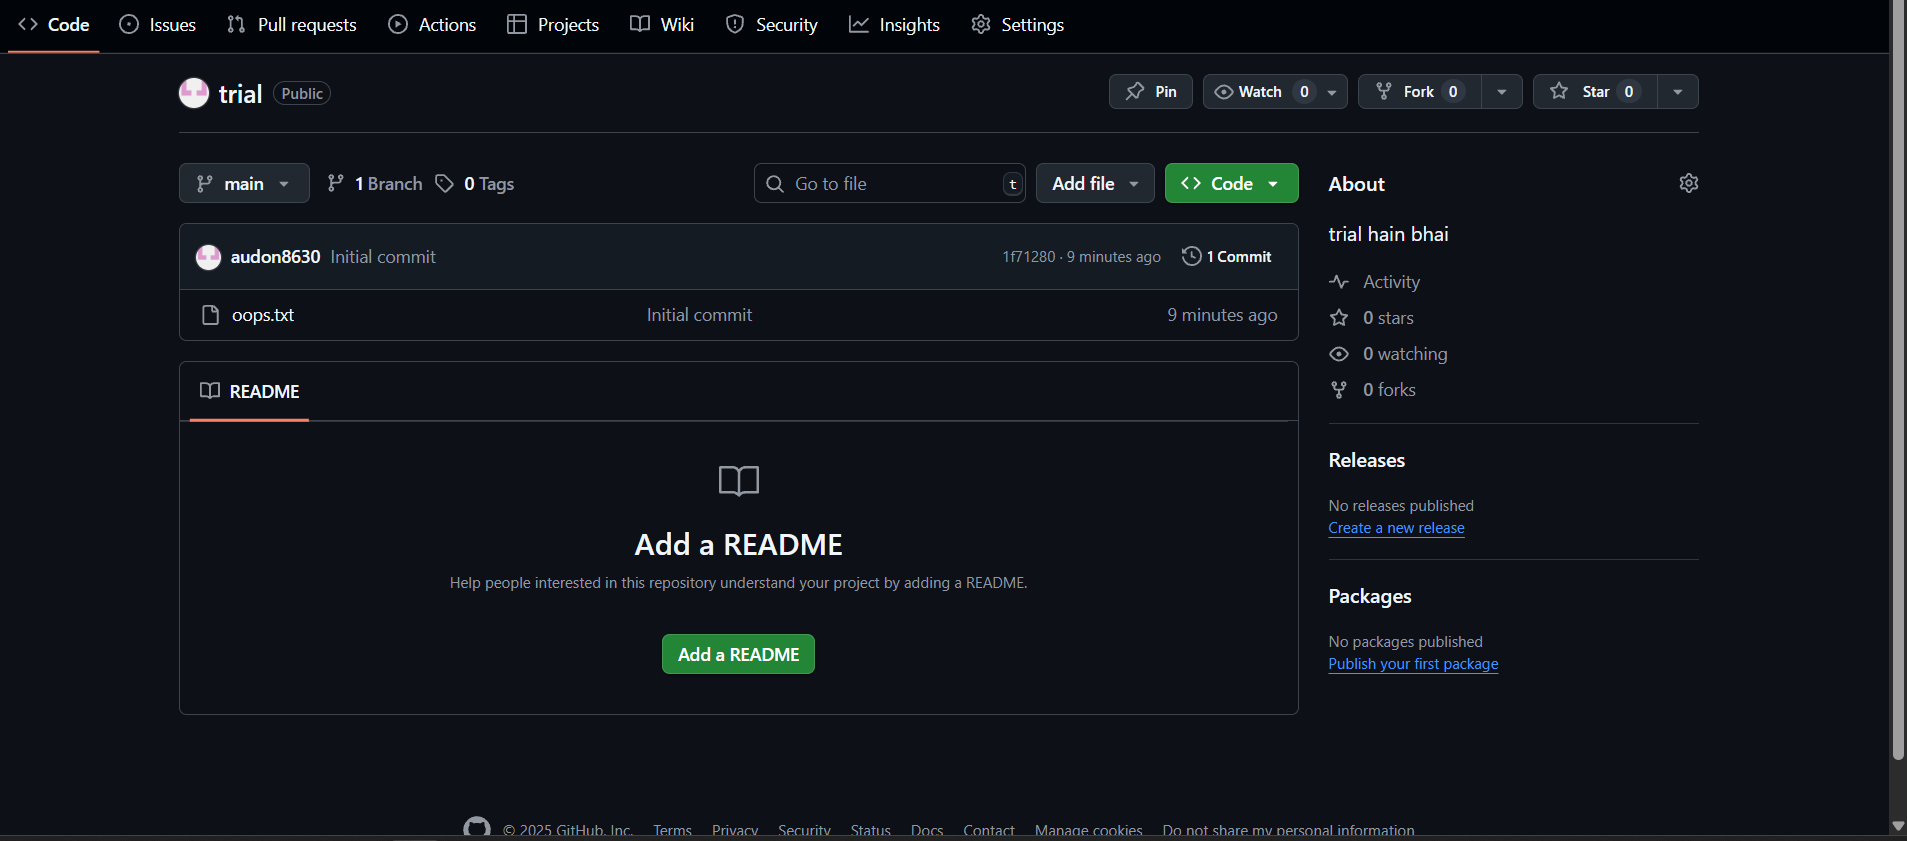 Code Issues Pull requests Actions Projects Wiki Security Insights Settings
trial Public Pin Watch 0 Fork 0 Star 0
main 1 Branch 0 Tags Go to file t Add file Code
audon8630 Initial commit 1f71280 · 9 minutes ago 1 Commit
oops.txt Initial commit 9 minutes ago
README
Add a README
Help people interested in this repository understand your project by adding a README.
Add a README
About
trial hain bhai
Activity
0 stars
0 watching
0 forks
Releases
No releases published
Create a new release
Packages
No packages published
Publish your first package
© 2025 GitHub, Inc. Terms Privacy Security Status Docs Contact Manage cookies Do not share my personal information